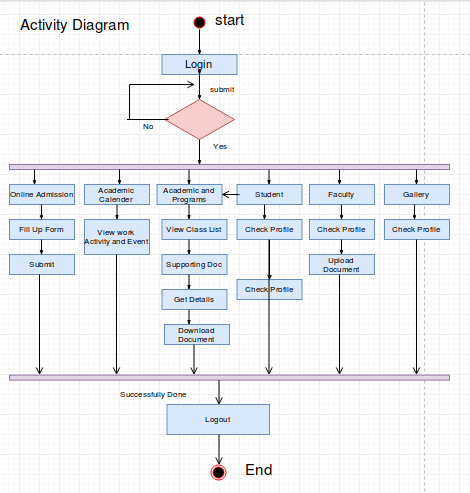 start
Activity Diagram
Login
submit
No
Yes
Online Admission
Academic
Calender
Academic and
Programs
Student
Faculty
Gallery
Fill Up Form
View work
Activity and Event
View Class List
Check Profile
Check Profile
Check Profile
Submit
Supporting Doc
Upload
Document
Get Details
Check Profile
Download
Document
Successfully Done
Logout
End